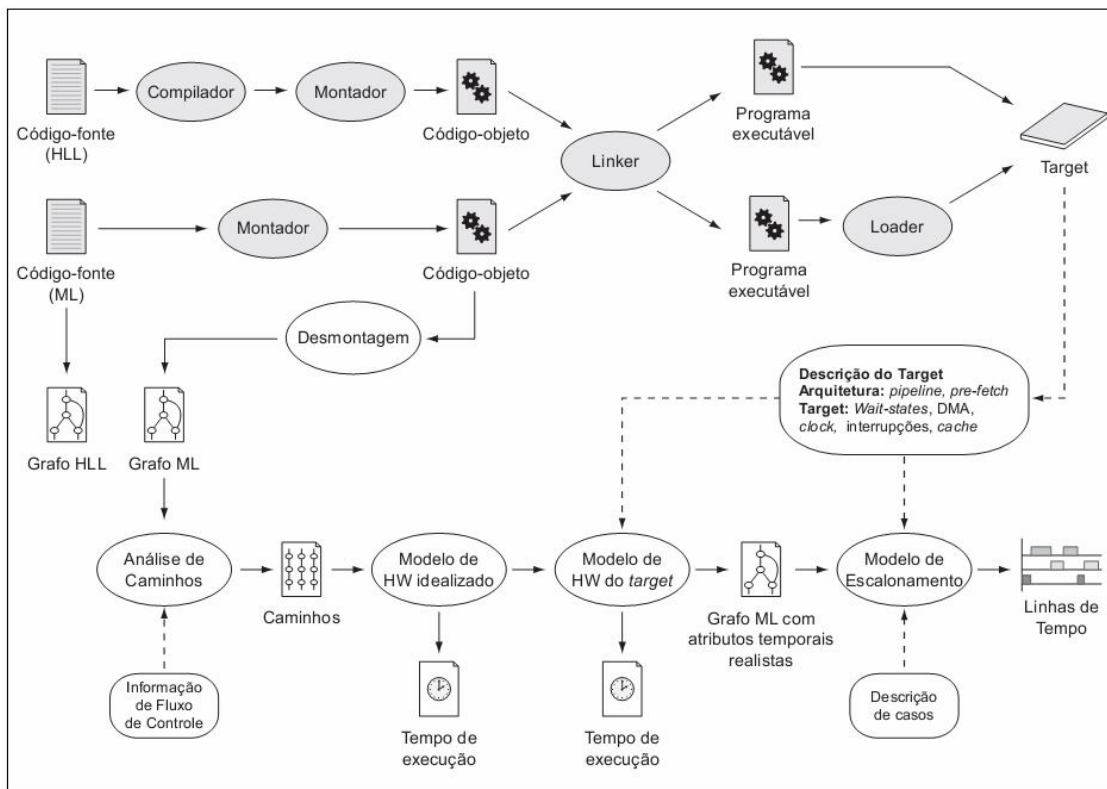 Compilador
Montador
Código-fonte
(HLL)
Código-objeto
Programa
executável
Linker
Target
Montador
Loader
Código-fonte
(ML)
Código-objeto
Programa
executável
Desmontagem
Descrição do Target
Arquitetura: pipeline, pre-fetch
Target: Wait-states, DMA,
clock, interrupções, cache
Grafo HLL
Grafo ML
Análise de
Caminhos
Caminhos
Modelo de
HW idealizado
Modelo de
HW do target
Grafo ML com
atributos temporais
realistas
Modelo de
Escalonamento
Linhas de
Tempo
Informação
de Fluxo
de Controle
Tempo de
execução
Tempo de
execução
Descrição
de casos